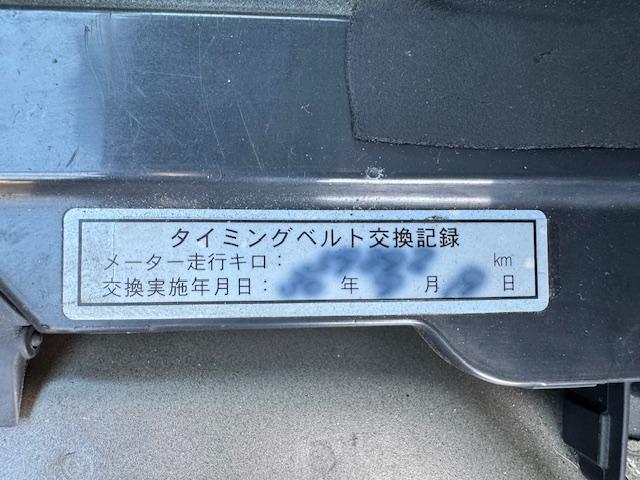 タイミングベルト交換記録
メーター走行キロ： km
交換実施年月日： 年 月 日